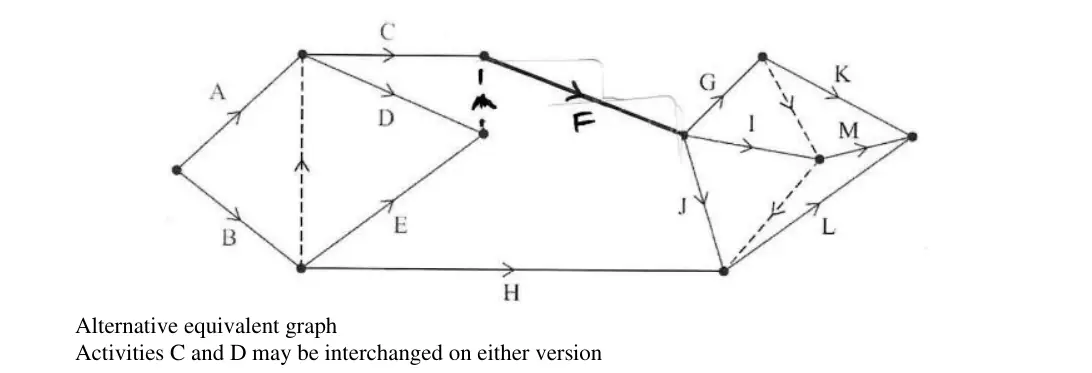 C
A
K
G
D
F
I
M
J
B
E
L
H
Alternative equivalent graph
Activities C and D may be interchanged on either version